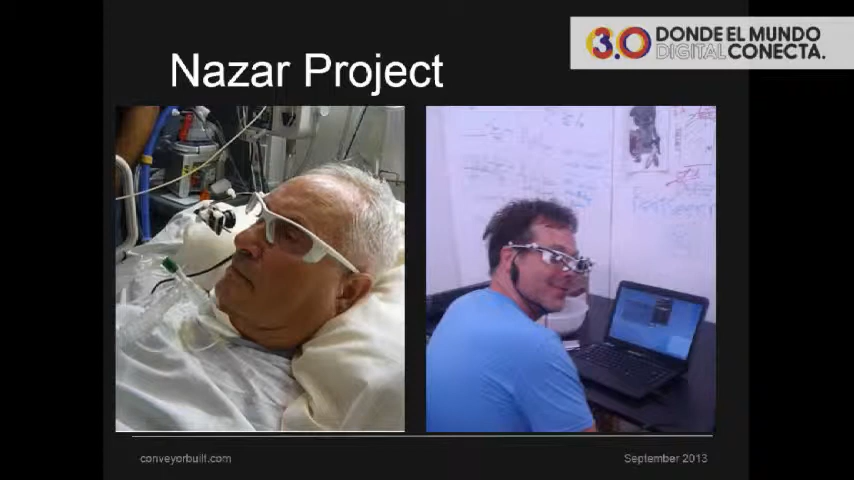 3.0 DONDE EL MUNDO
DIGITAL CONECTA.
Nazar Project
conveyorbuilt.com
September 2013